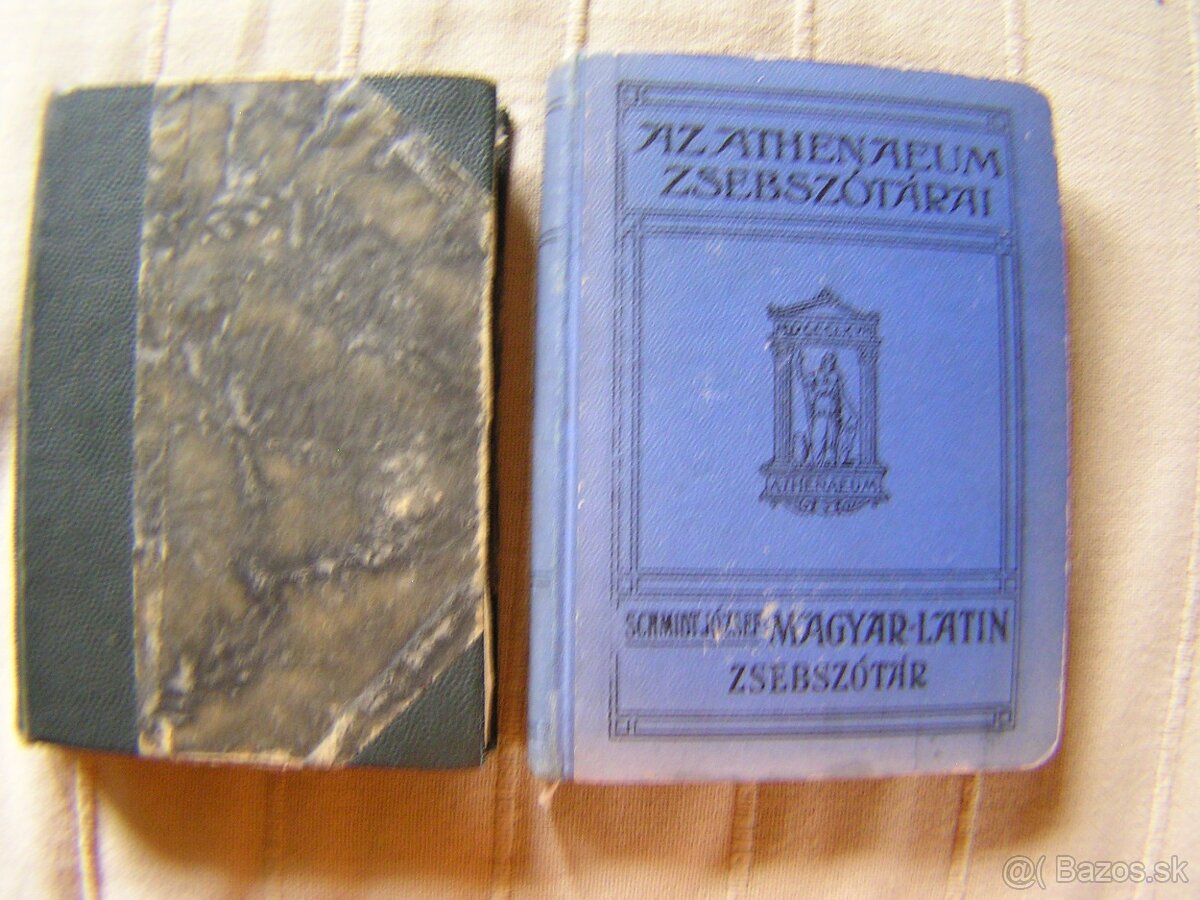 AZ ATHENAEUM
ZSEBSZÓTÁRAI
ATHENAEUM
SCHMIDT JÓZSEF: MAGYAR-LATIN
ZSEBSZÓTÁR
@( Bazos.sk